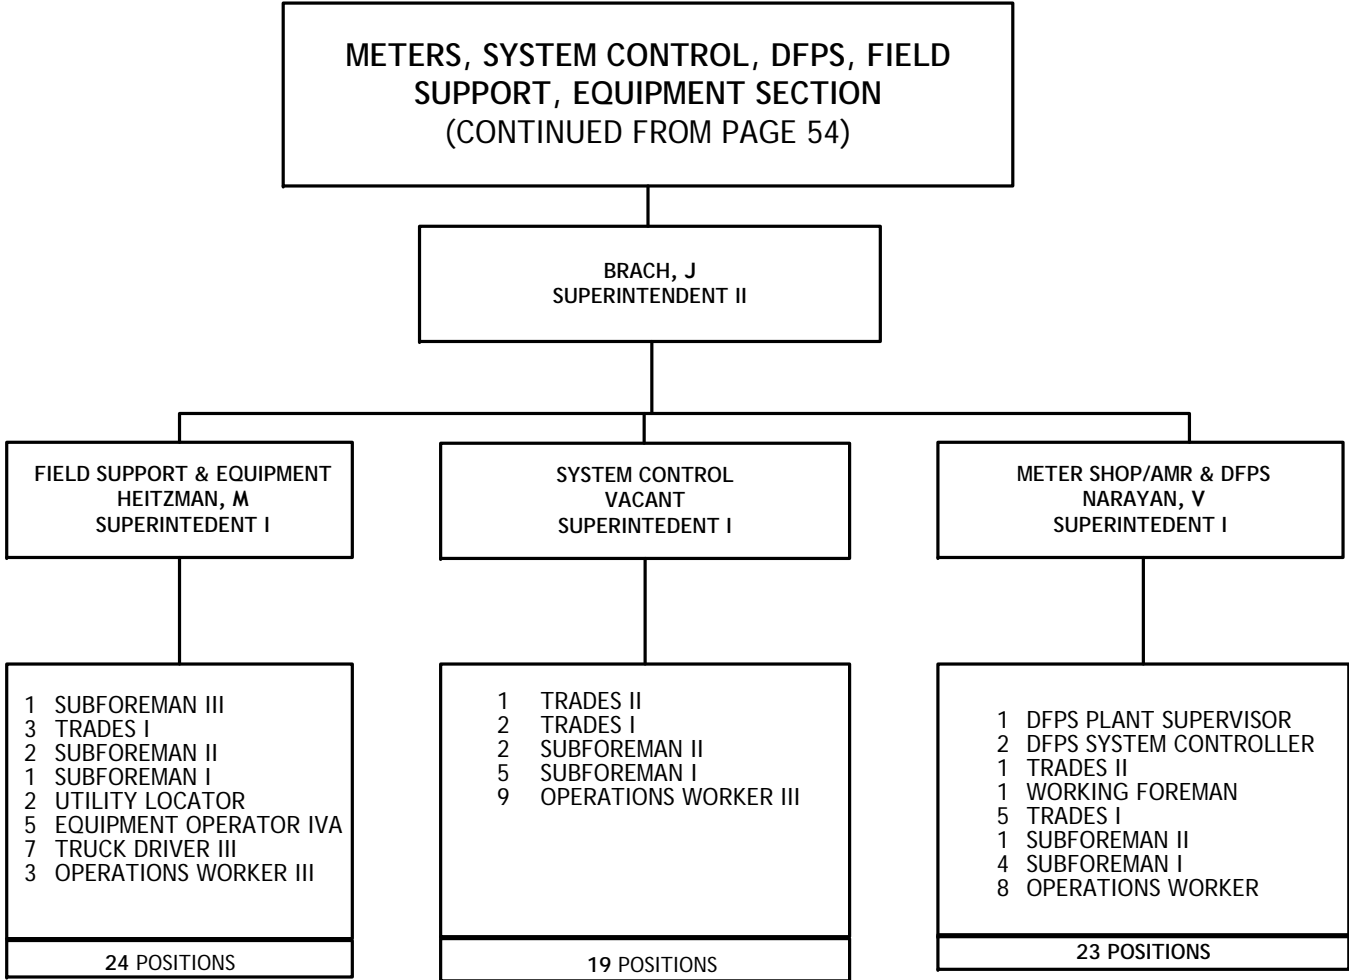 METERS, SYSTEM CONTROL, DFPS, FIELD
SUPPORT, EQUIPMENT SECTION
(CONTINUED FROM PAGE 54)
BRACH, J
SUPERINTENDENT II
FIELD SUPPORT & EQUIPMENT
HEITZMAN, M
SUPERINTEDENT I
SYSTEM CONTROL
VACANT
SUPERINTEDENT I
METER SHOP/AMR & DFPS
NARAYAN, V
SUPERINTEDENT I
1 SUBFOREMAN III
3 TRADES I
2 SUBFOREMAN II
1 SUBFOREMAN I
2 UTILITY LOCATOR
5 EQUIPMENT OPERATOR IVA
7 TRUCK DRIVER III
3 OPERATIONS WORKER III
24 POSITIONS
1 TRADES II
2 TRADES I
2 SUBFOREMAN II
5 SUBFOREMAN I
9 OPERATIONS WORKER III
19 POSITIONS
1 DFPS PLANT SUPERVISOR
2 DFPS SYSTEM CONTROLLER
1 TRADES II
1 WORKING FOREMAN
5 TRADES I
1 SUBFOREMAN II
4 SUBFOREMAN I
8 OPERATIONS WORKER
23 POSITIONS